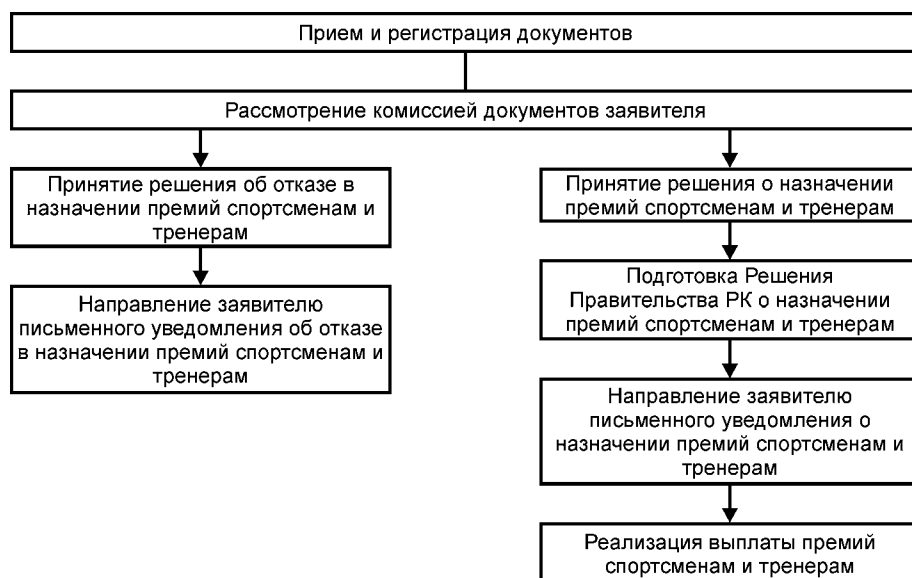 Прием и регистрация документов
Рассмотрение комиссией документов заявителя
Принятие решения об отказе в
назначении премий спортсменам и
тренерам
Направление заявителю
письменного уведомления об отказе
в назначении премий спортсменам и
тренерам
Принятие решения о назначении
премий спортсменам и тренерам
Подготовка Решения
Правительства РК о назначении
премий спортсменам и тренерам
Направление заявителю
письменного уведомления о
назначении премий спортсменам и
тренерам
Реализация выплаты премий
спортсменам и тренерам